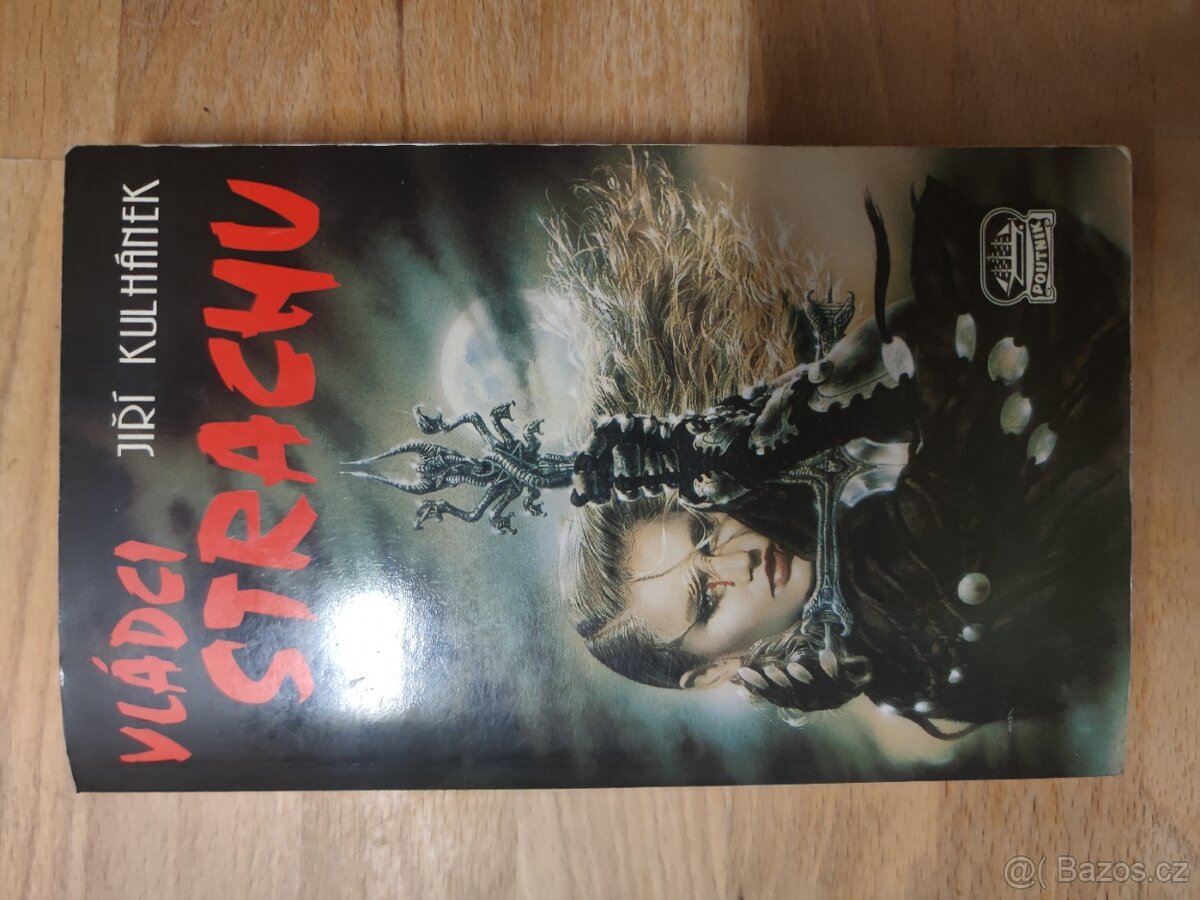 JIŘÍ KULHÁNEK
VLÁDCI
STRACHU
POUTNÍK
@( Bazos.cz